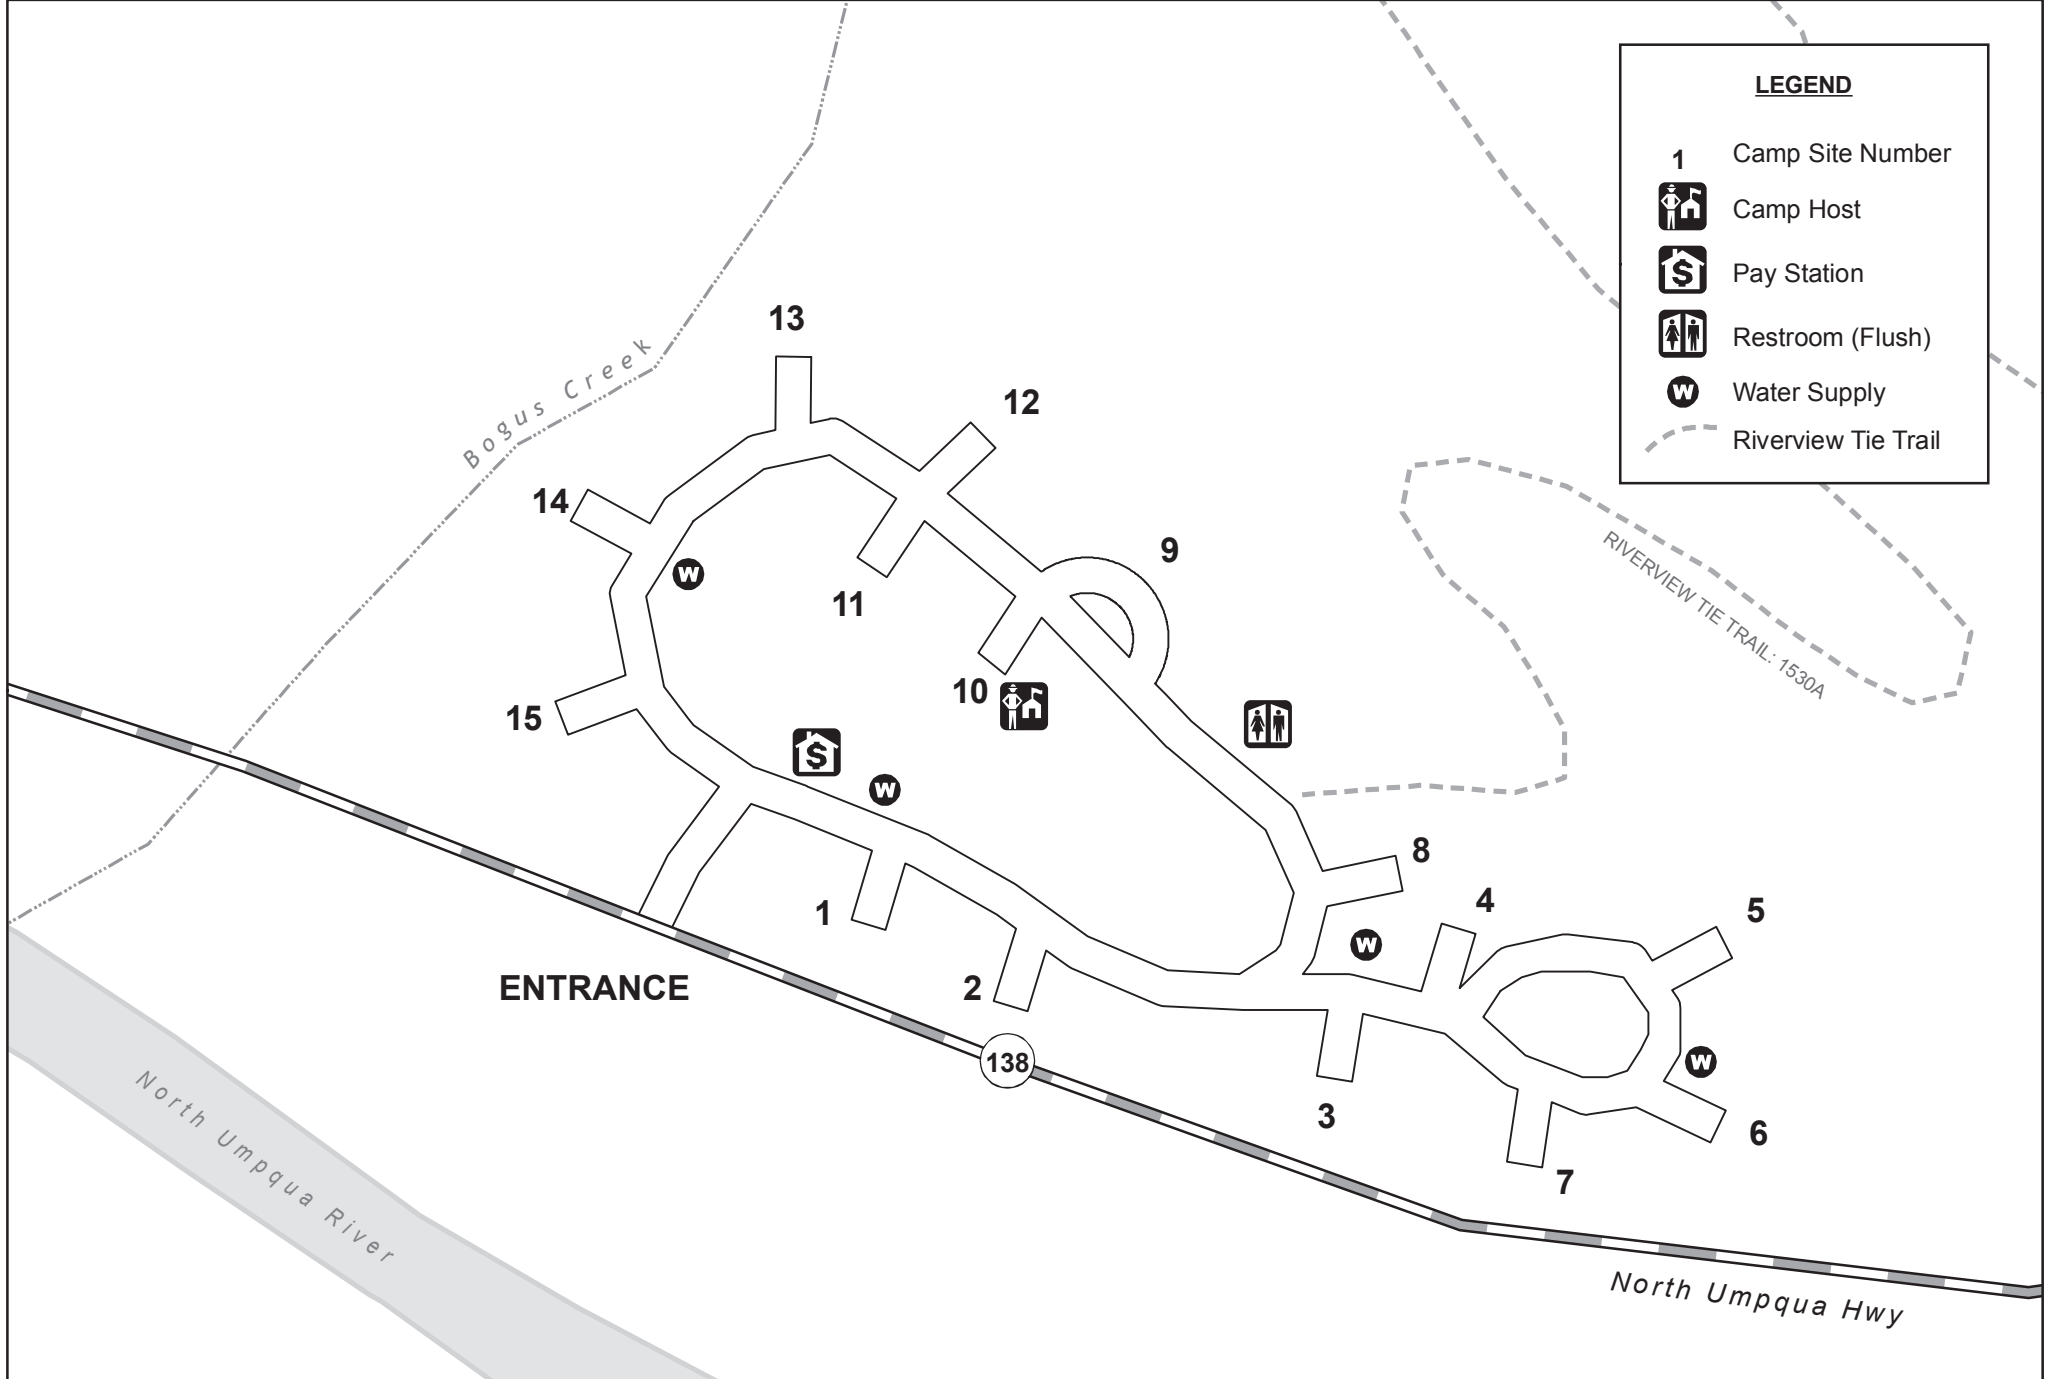 LEGEND
1 Camp Site Number
Camp Host
$ Pay Station
Restroom (Flush)
W Water Supply
Riverview Tie Trail
13
12
Bogus Creek
14
9
RIVERVIEW TIE TRAIL: 1530A
W
11
10
15
$
W
8
4
5
1
W
2
ENTRANCE
138
W
3
6
7
North Umpqua River
North Umpqua Hwy